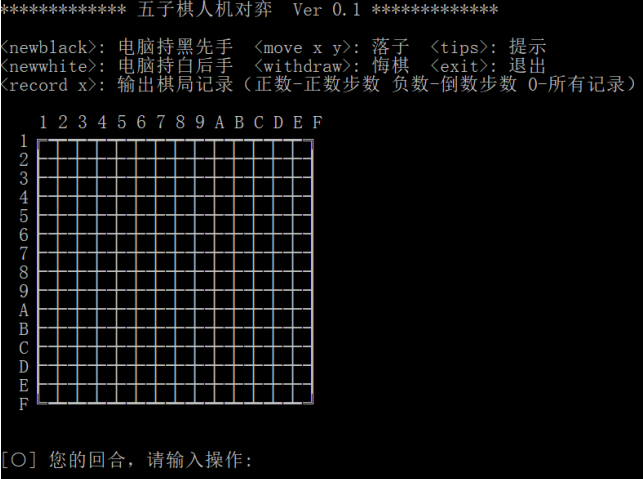 ************* 五子棋人机对弈 Ver 0.1 *************
<newblack>: 电脑持黑先手 <move x y>: 落子 <tips>: 提示
<newwhite>: 电脑持白后手 <withdraw>: 悔棋 <exit>: 退出
<record x>: 输出棋局记录（正数-正数步数 负数-倒数步数 0-所有记录）
1 2 3 4 5 6 7 8 9 A B C D E F
1
2
3
4
5
6
7
8
9
A
B
C
D
E
F
[○] 您的回合，请输入操作: